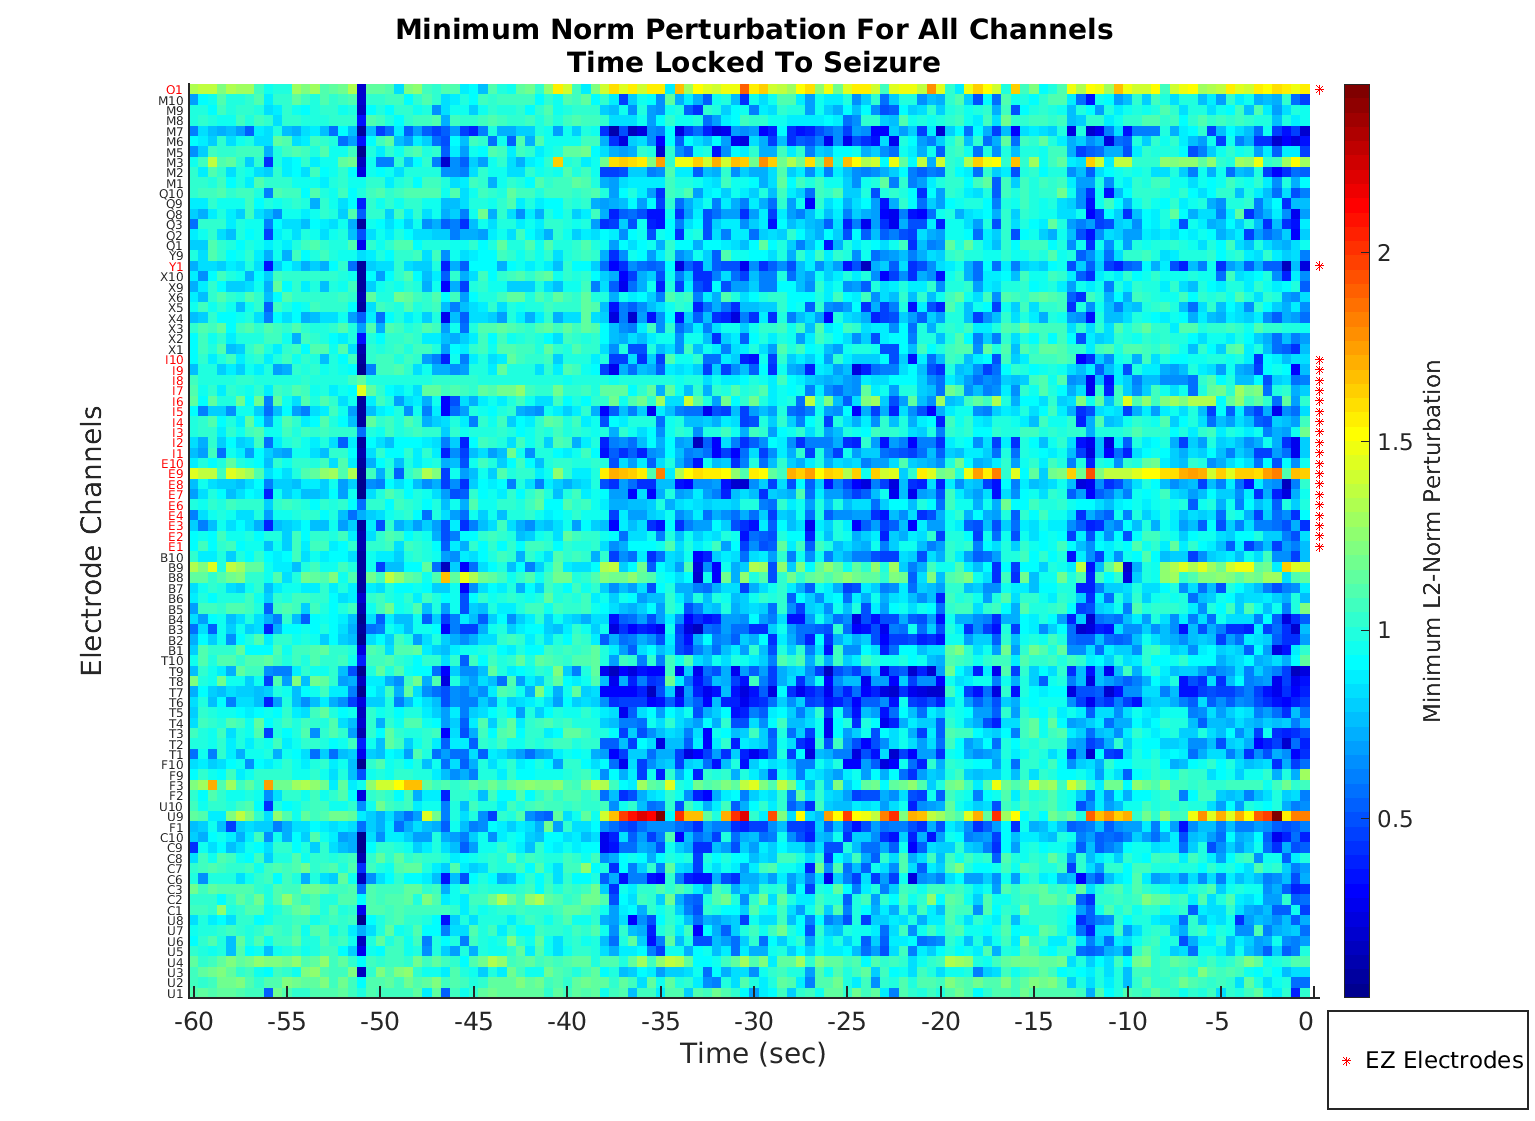 Minimum Norm Perturbation For All Channels
Time Locked To Seizure
Electrode Channels
O1
M10
M9
M8
M7
M6
M5
M3
M2
M1
Q10
Q9
Q8
Q3
Q2
Q1
Y9
Y1
X10
X9
X6
X5
X4
X3
X2
X1
I10
I9
I8
I7
I6
I5
I4
I3
I2
I1
E10
E9
E8
E7
E6
E4
E3
E2
E1
B10
B9
B8
B7
B6
B5
B4
B3
B2
B1
T10
T9
T8
T7
T6
T5
T4
T3
T2
T1
F10
F9
F3
F2
U10
U9
F1
C10
C9
C8
C7
C6
C3
C2
C1
U8
U7
U6
U5
U4
U3
U2
U1
-60 -55 -50 -45 -40 -35 -30 -25 -20 -15 -10 -5 0
Time (sec)
2
1.5
1
0.5
Minimum L2-Norm Perturbation
EZ Electrodes